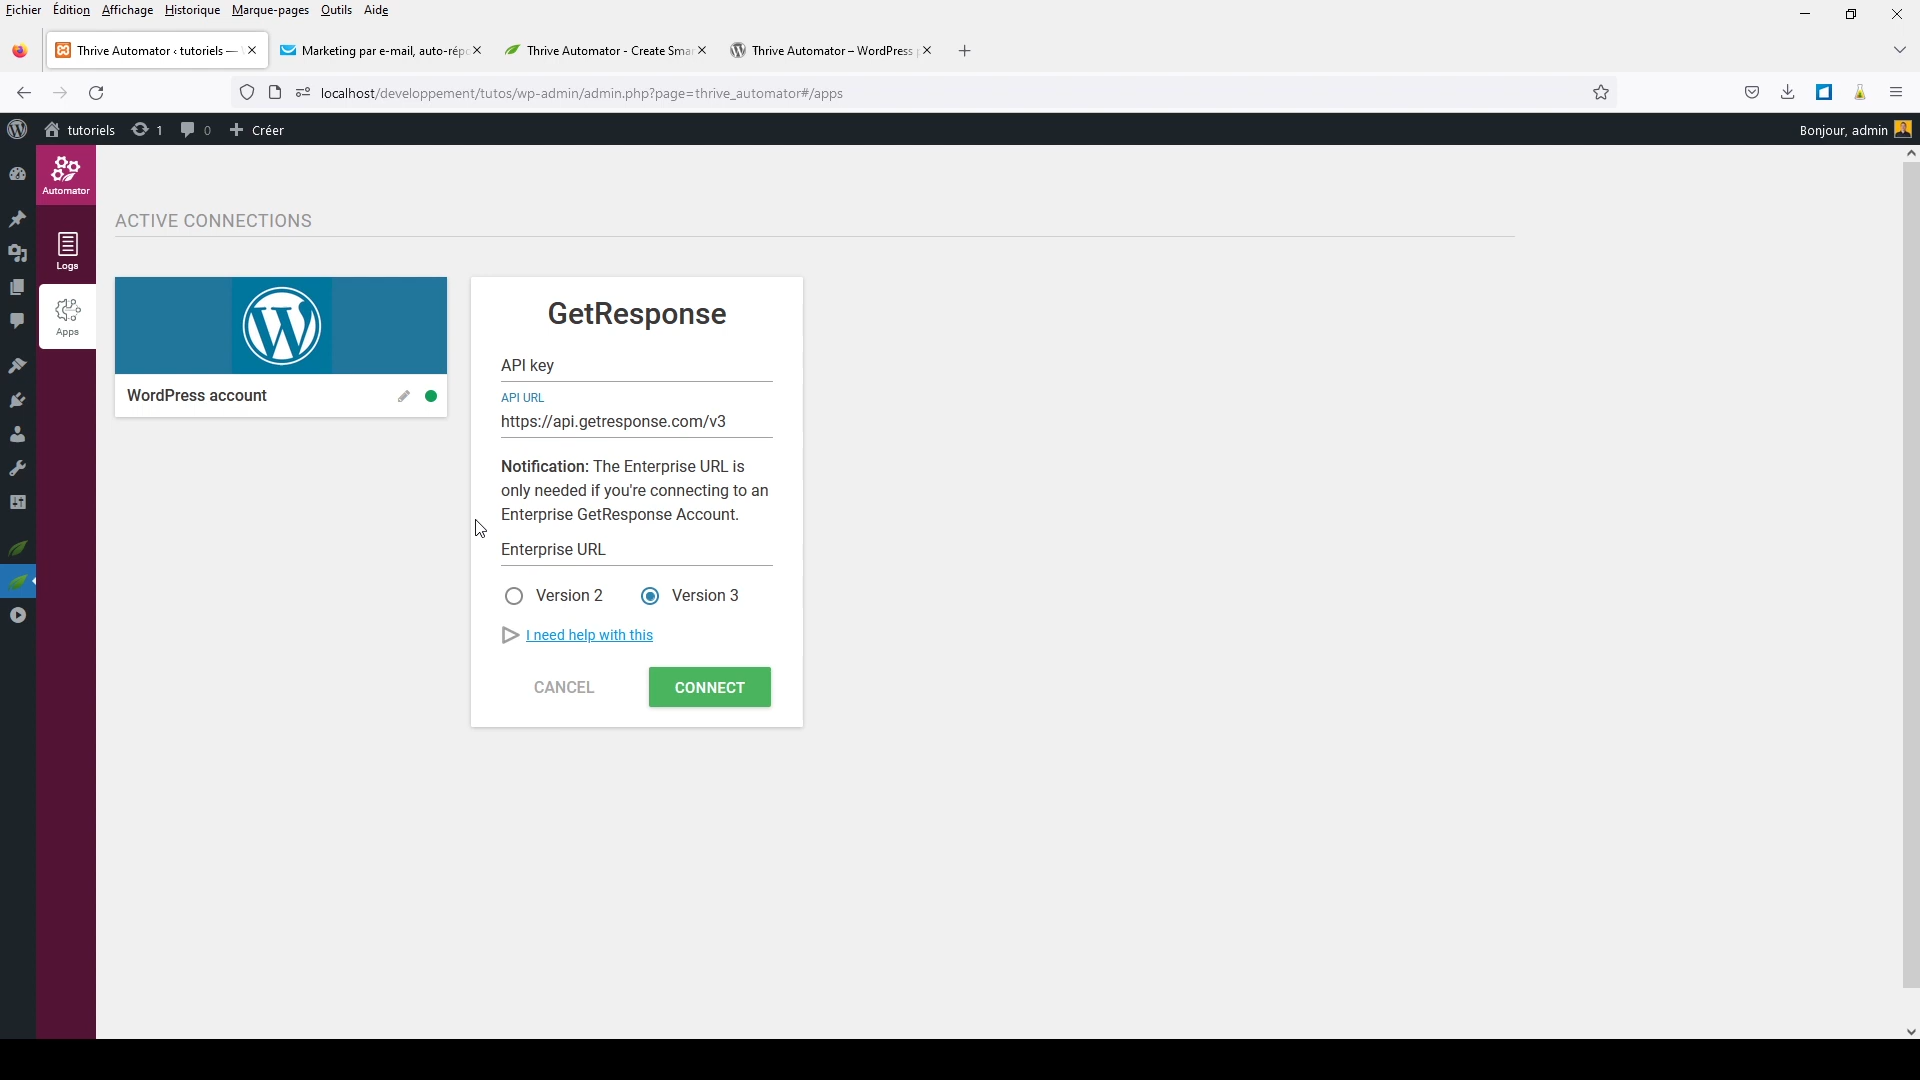 Fichier Édition Affichage Historique Marque-pages Outils Aide
Thrive Automator ‹ tutoriels —
Marketing par e-mail, auto-rép
Thrive Automator - Create Smar
Thrive Automator – WordPress
localhost/developpement/tutos/wp-admin/admin.php?page=thrive_automator#/apps
tutoriels 1 0 Créer
Bonjour, admin
Automator
Logs
Apps
ACTIVE CONNECTIONS
WordPress account
GetResponse
API key
API URL
https://api.getresponse.com/v3
Notification: The Enterprise URL is
only needed if you're connecting to an
Enterprise GetResponse Account.
Enterprise URL
Version 2 Version 3
I need help with this
CANCEL CONNECT